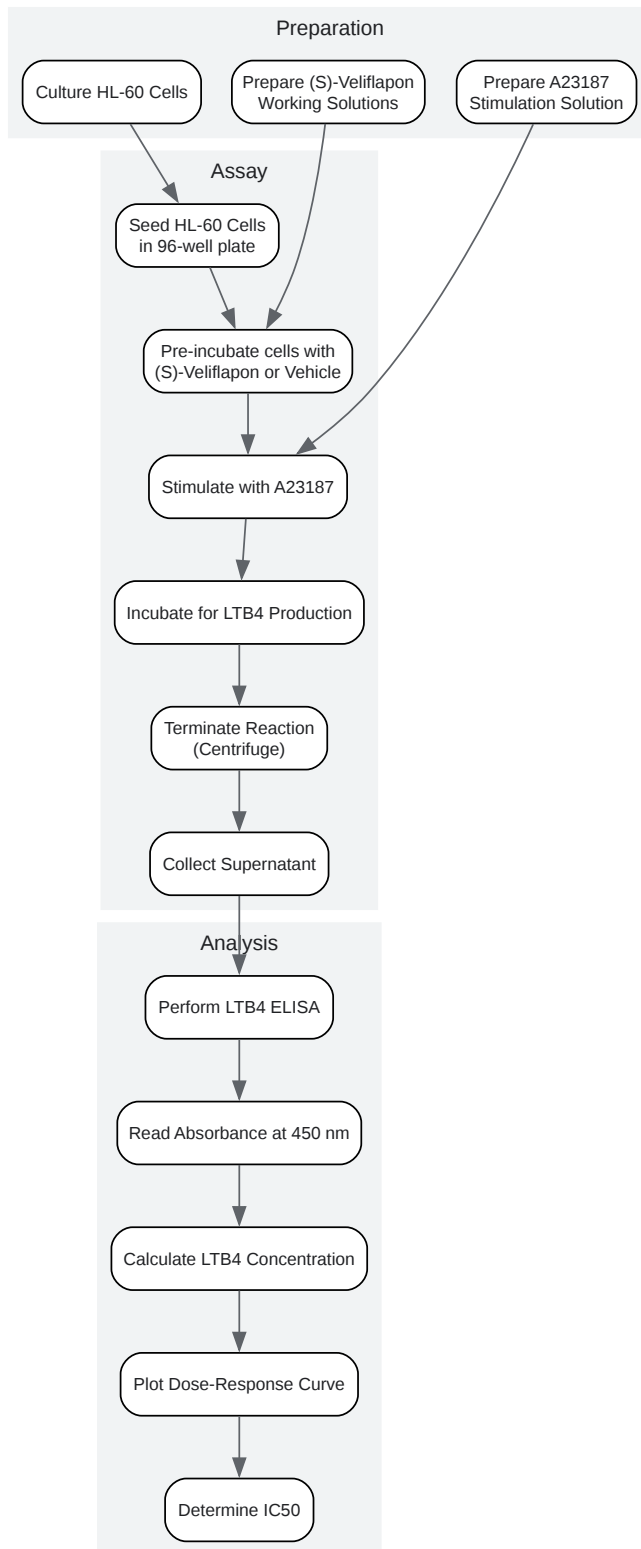 Preparation
Culture HL-60 Cells
Prepare (S)-Veliflapon
Working Solutions
Prepare A23187
Stimulation Solution
Assay
Seed HL-60 Cells
in 96-well plate
Pre-incubate cells with
(S)-Veliflapon or Vehicle
Stimulate with A23187
Incubate for LTB4 Production
Terminate Reaction
(Centrifuge)
Collect Supernatant
Analysis
Perform LTB4 ELISA
Read Absorbance at 450 nm
Calculate LTB4 Concentration
Plot Dose-Response Curve
Determine IC50